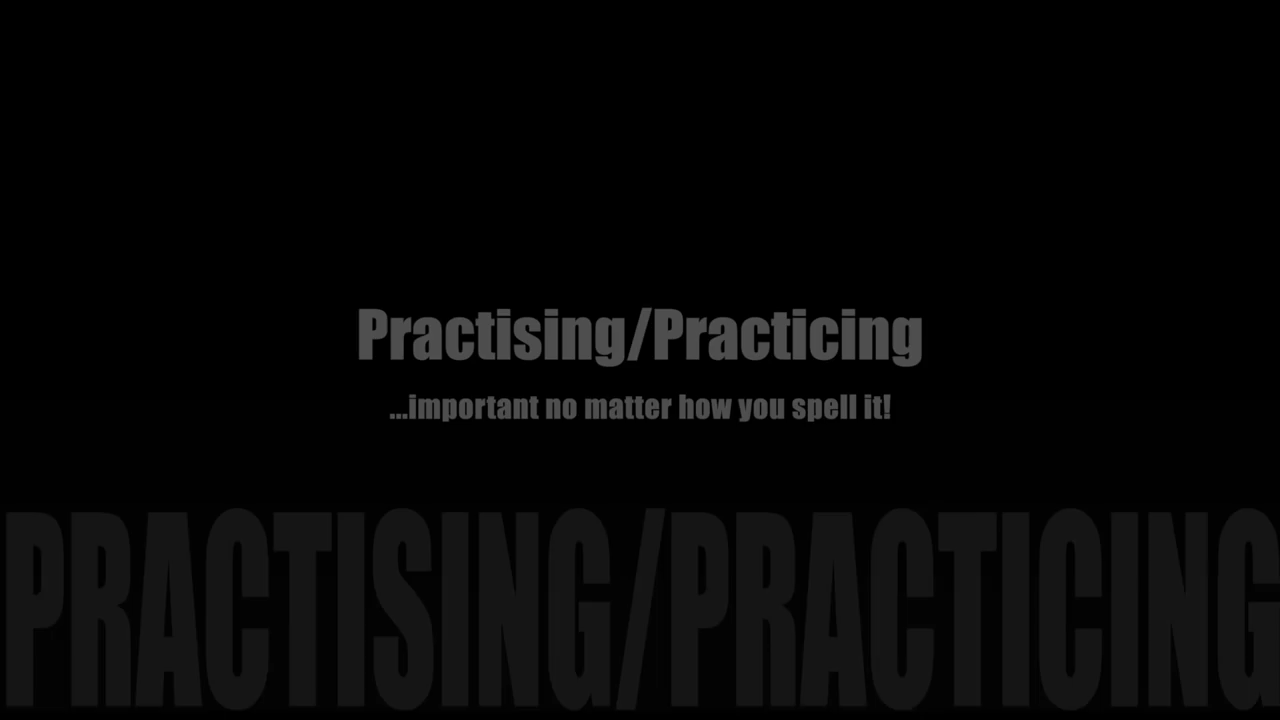 Practising/Practicing
...important no matter how you spell it!
PRACTISING/PRACTICING